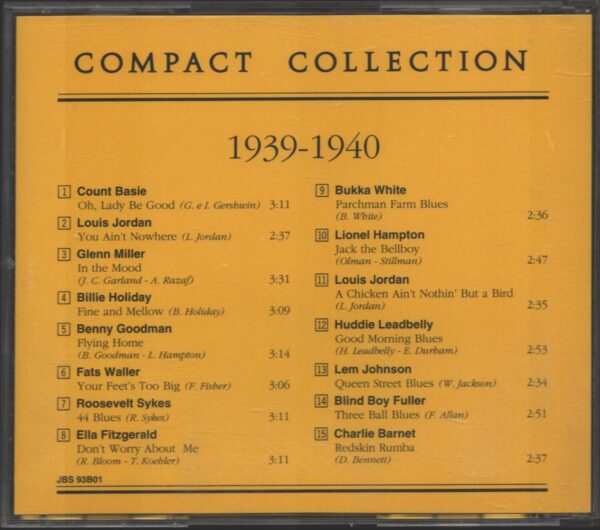 COMPACT COLLECTION
1939-1940
1 Count Basie
Oh, Lady Be Good (G. e I. Gershwin) 3:11
2 Louis Jordan
You Ain't Nowhere (L. Jordan) 2:37
3 Glenn Miller
In the Mood
(J. C. Garland - A. Razaf) 3:31
4 Billie Holiday
Fine and Mellow (B. Holiday) 3:09
5 Benny Goodman
Flying Home
(B. Goodman - L. Hampton) 3:14
6 Fats Waller
Your Feet's Too Big (F. Fisher) 3:06
7 Roosevelt Sykes
44 Blues (R. Sykes) 3:11
8 Ella Fitzgerald
Don't Worry About Me
(R. Bloom - T. Koehler) 3:11
JBS 93B01
9 Bukka White
Parchman Farm Blues
(B. White) 2:36
10 Lionel Hampton
Jack the Bellboy
(Olman - Stillman) 2:47
11 Louis Jordan
A Chicken Ain't Nothin' But a Bird
(L. Jordan) 2:35
12 Huddie Leadbelly
Good Morning Blues
(H. Leadbelly - E. Durham) 2:53
13 Lem Johnson
Queen Street Blues (W. Jackson) 2:34
14 Blind Boy Fuller
Three Ball Blues (F. Allan) 2:51
15 Charlie Barnet
Redskin Rumba
(D. Bennett) 2:37